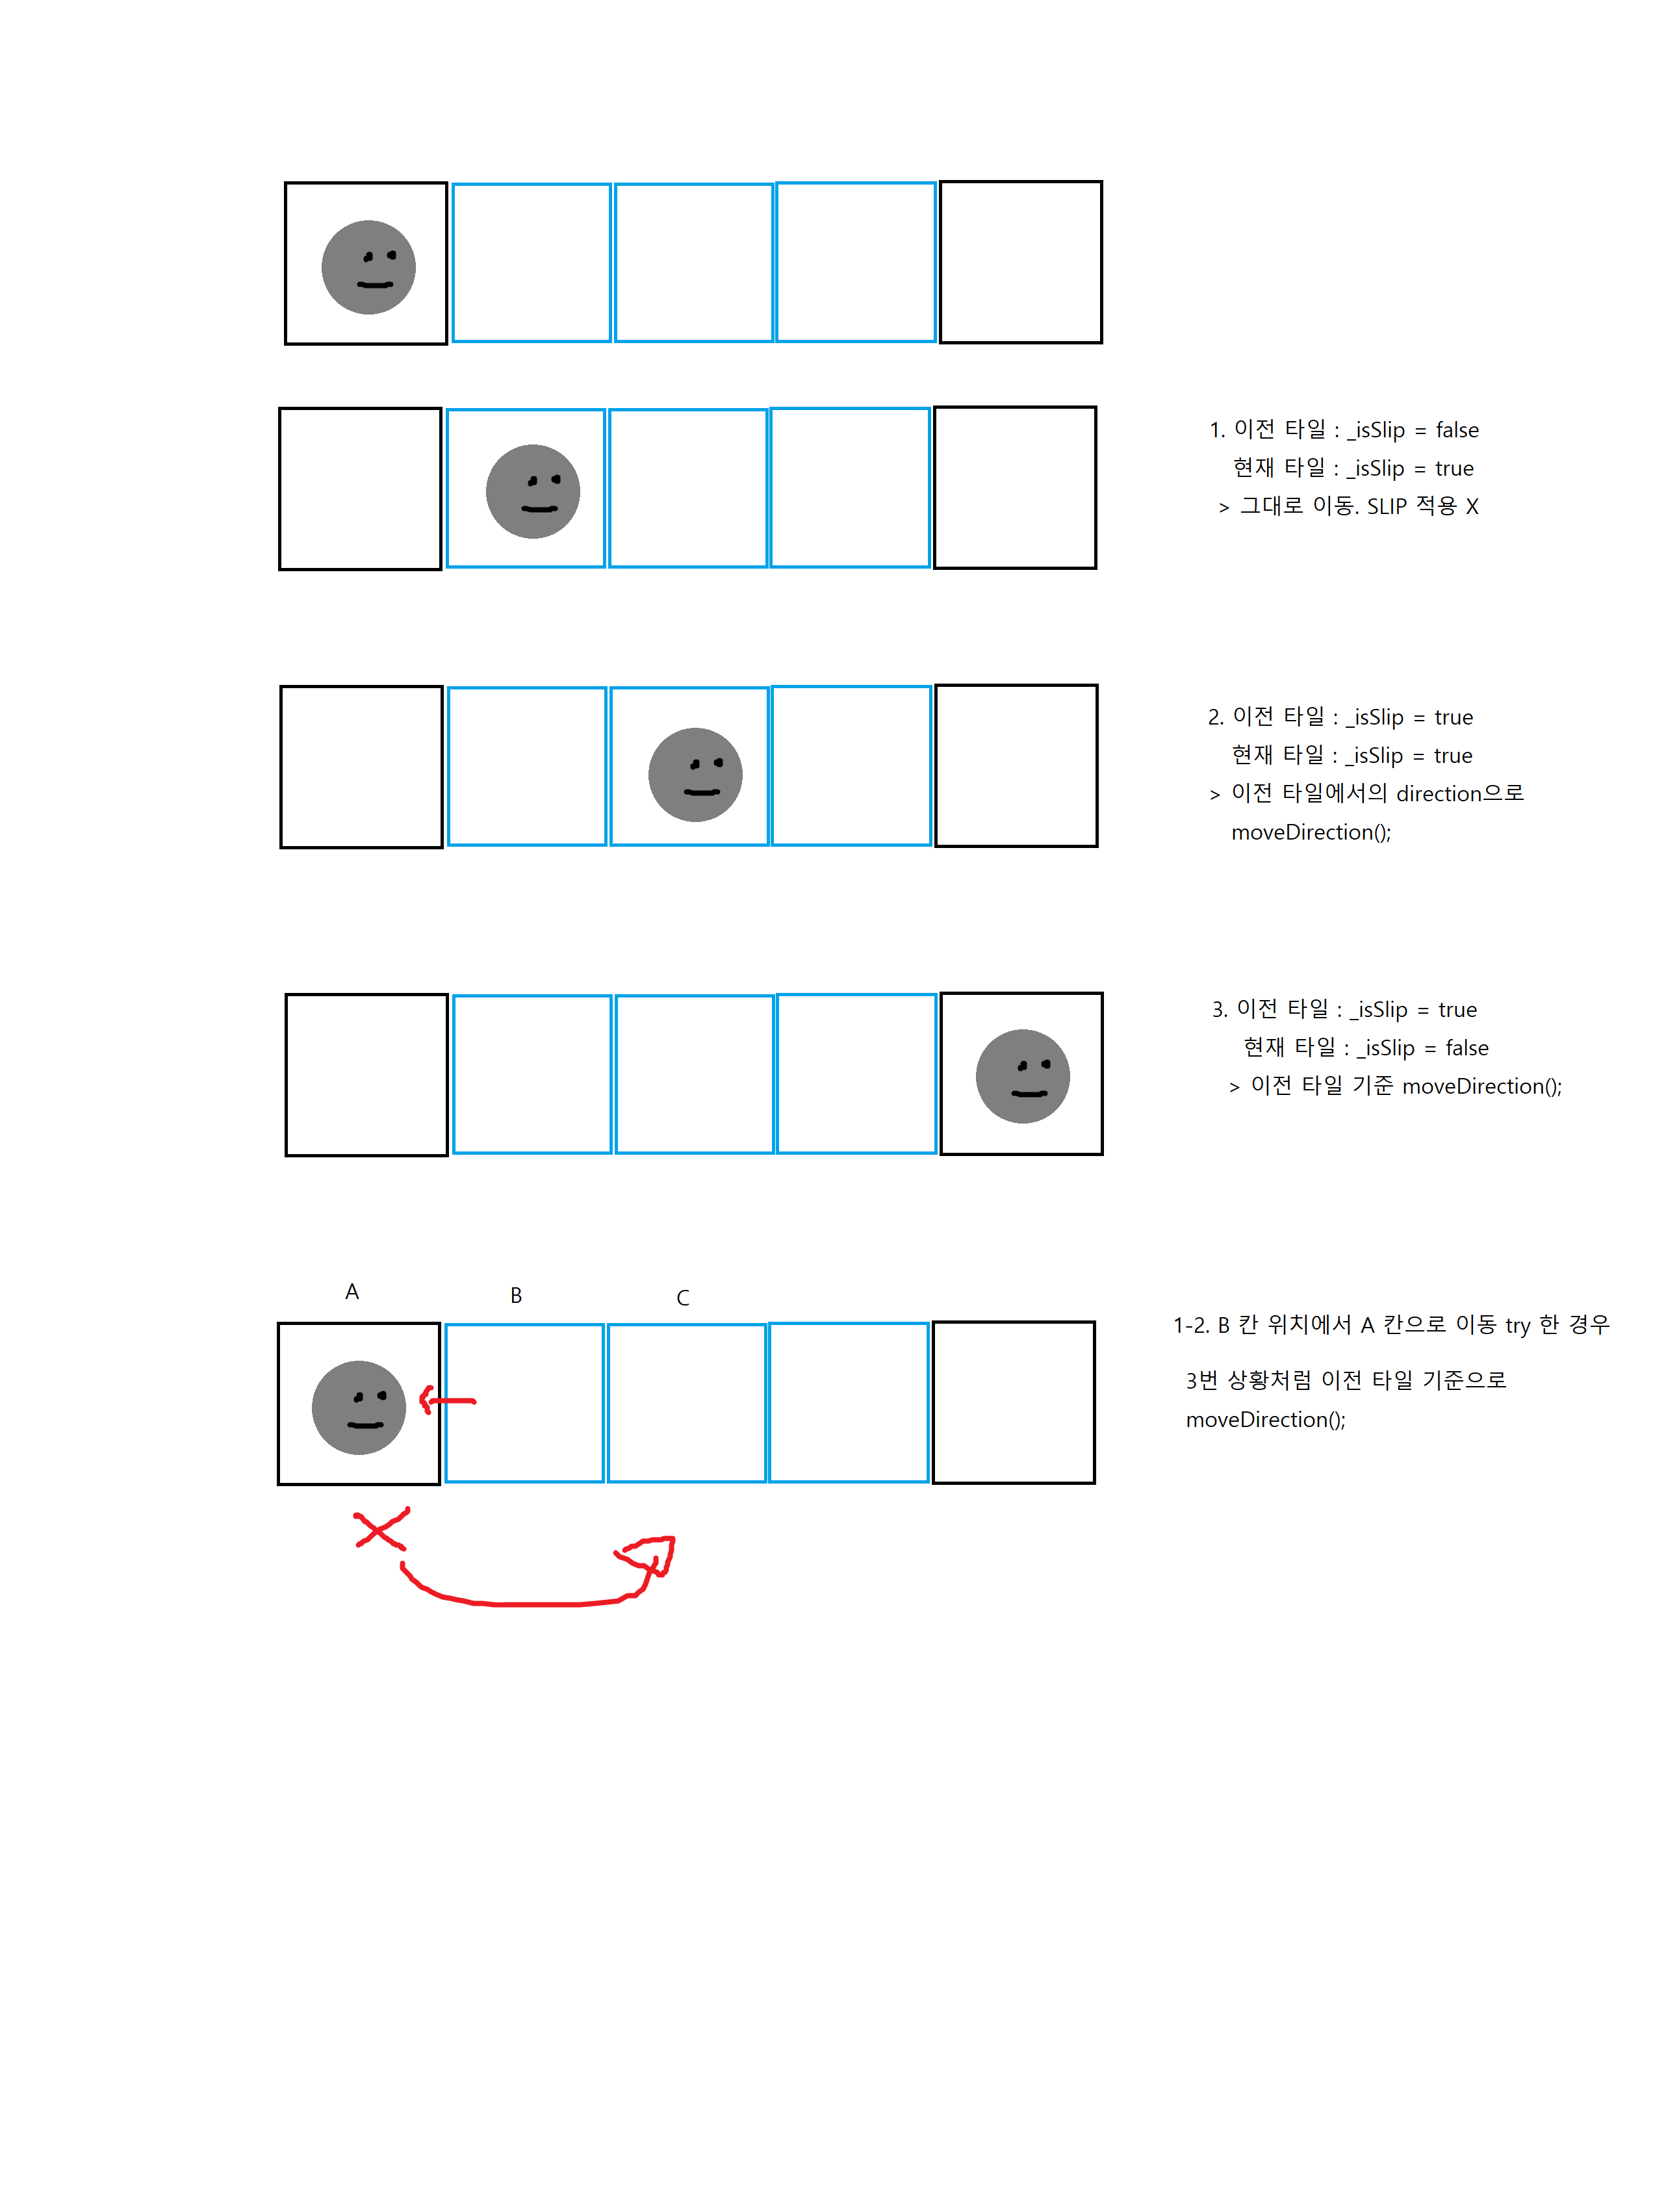 1. 이전 타일 : _isSlip = false
현재 타일 : _isSlip = true
> 그대로 이동. SLIP 적용 X
2. 이전 타일 : _isSlip = true
현재 타일 : _isSlip = true
> 이전 타일에서의 direction으로
moveDirection();
3. 이전 타일 : _isSlip = true
현재 타일 : _isSlip = false
> 이전 타일 기준 moveDirection();
A
B
C
1-2. B 칸 위치에서 A 칸으로 이동 try 한 경우
3번 상황처럼 이전 타일 기준으로
moveDirection();